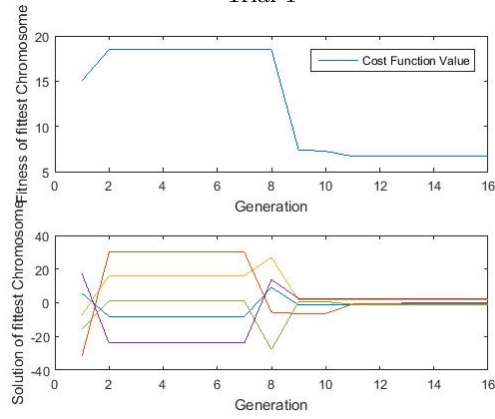 Trial 1
Fitness of fittest Chromosome
20
15
10
5
Cost Function Value
0 2 4 6 8 10 12 14 16
Generation
Solution of fittest Chromosome
40
20
0
-20
-40
0 2 4 6 8 10 12 14 16
Generation